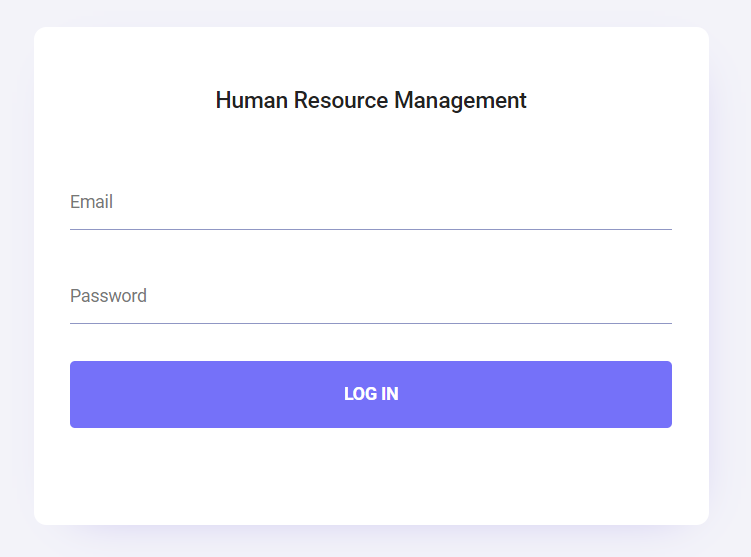 Human Resource Management
Email
Password
LOG IN